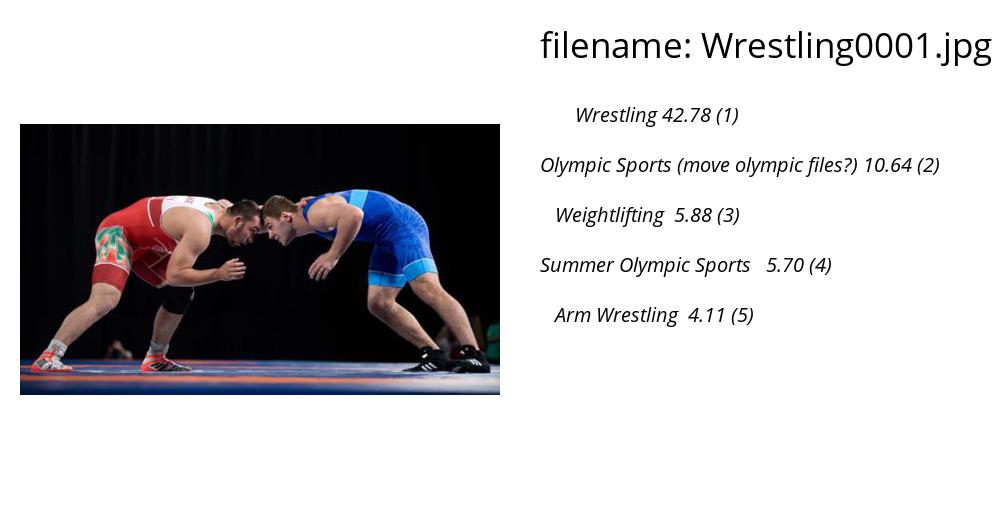 filename: Wrestling0001.jpg
Wrestling 42.78 (1)
Olympic Sports (move olympic files?) 10.64 (2)
Weightlifting 5.88 (3)
Summer Olympic Sports 5.70 (4)
Arm Wrestling 4.11 (5)